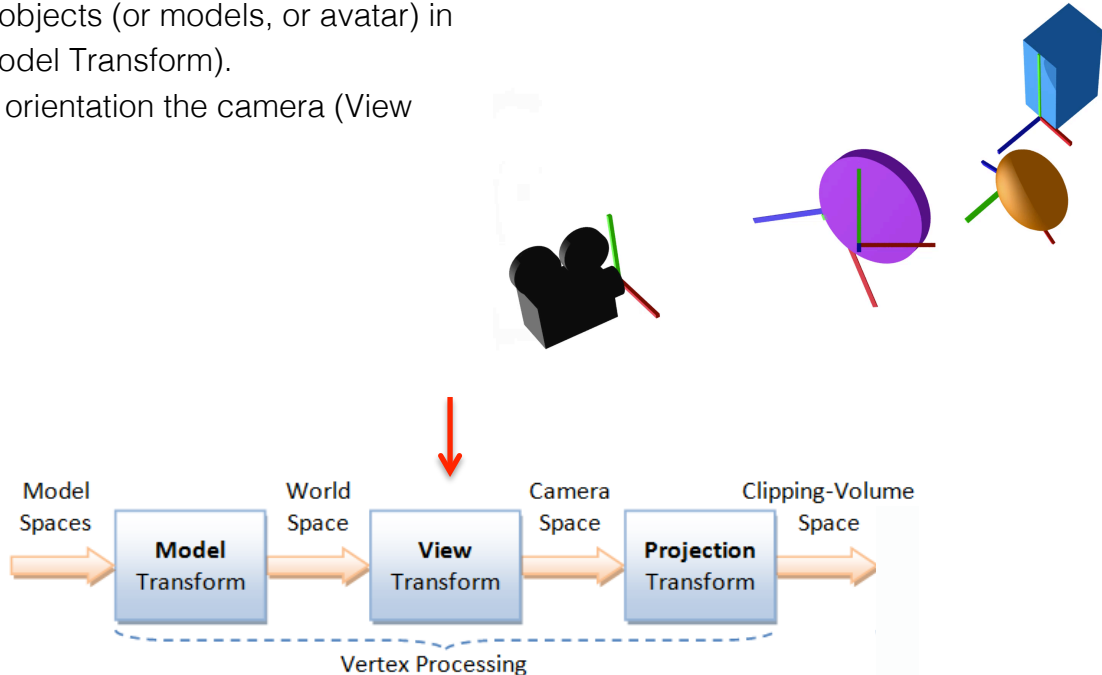 objects (or models, or avatar) in
odel Transform).
orientation the camera (View
Model
Spaces
World
Space
Camera
Space
Clipping-Volume
Space
Model
Transform
View
Transform
Projection
Transform
Vertex Processing